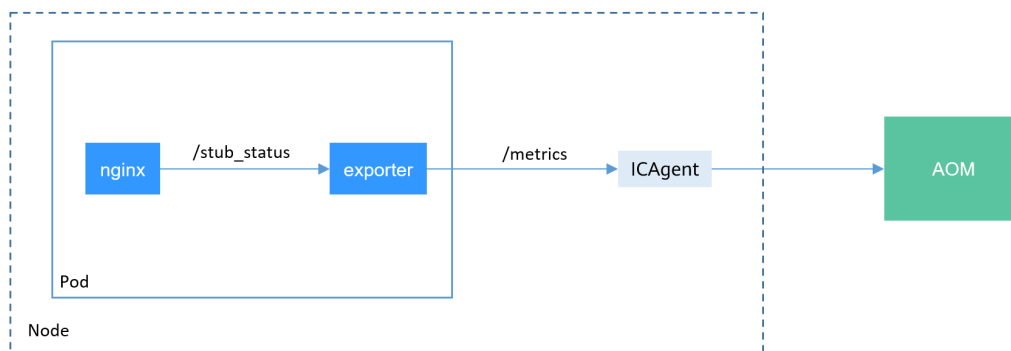 /stub_status
/metrics
nginx
exporter
ICAgent
AOM
Pod
Node